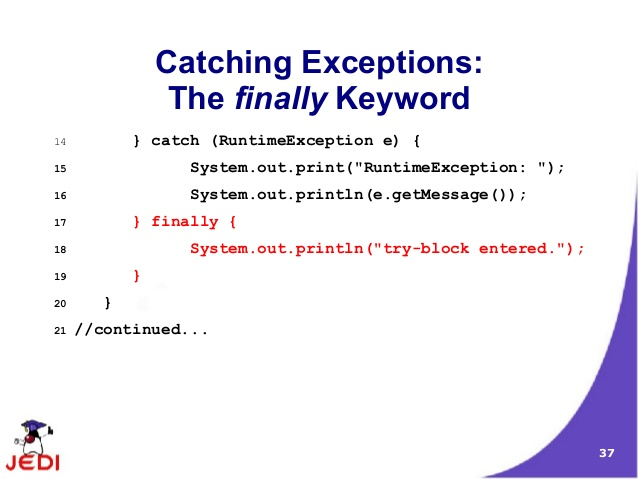 Catching Exceptions:
The finally Keyword
14 } catch (RuntimeException e) {
15 System.out.print("RuntimeException: ");
16 System.out.println(e.getMessage());
17 } finally {
18 System.out.println("try-block entered.");
19 }
20 }
21 //continued...
JEDI
37